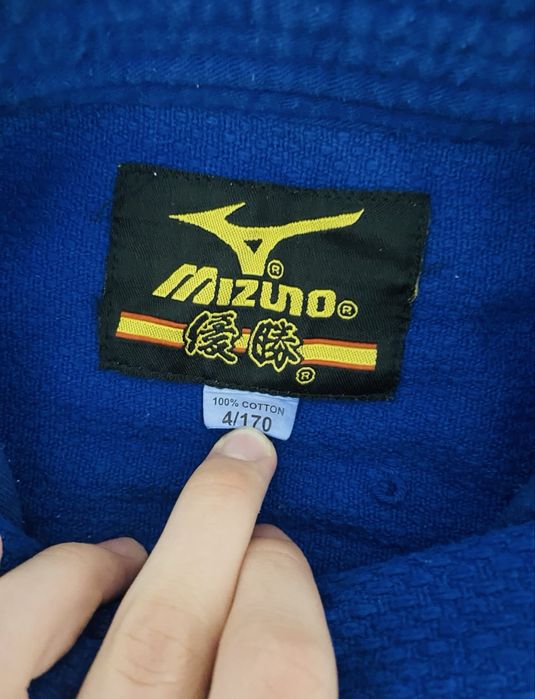 ®
MIZUNO®
優勝
®
100% COTTON
4/170